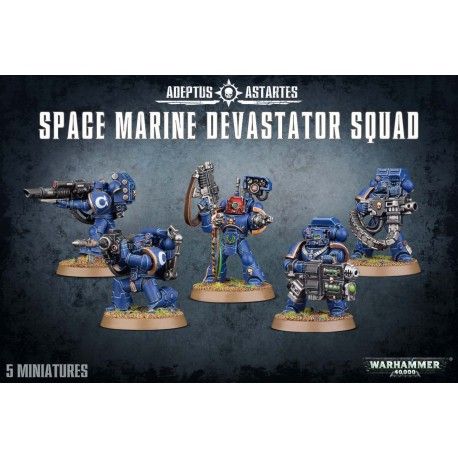 ADEPTUS ASTARTES
SPACE MARINE DEVASTATOR SQUAD
5 MINIATURES
WARHAMMER
40,000